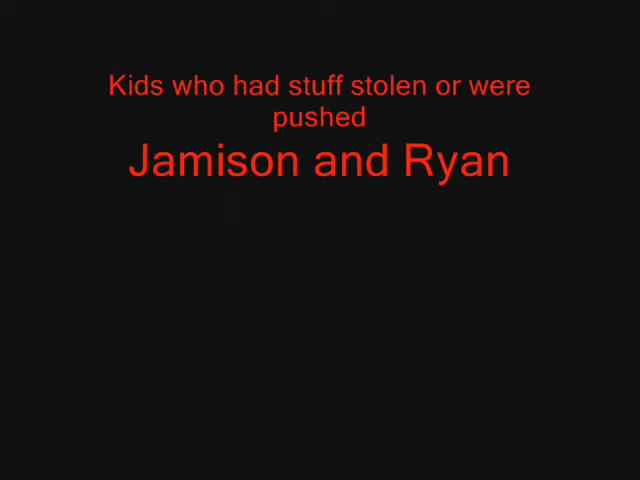 Kids who had stuff stolen or were
pushed
Jamison and Ryan